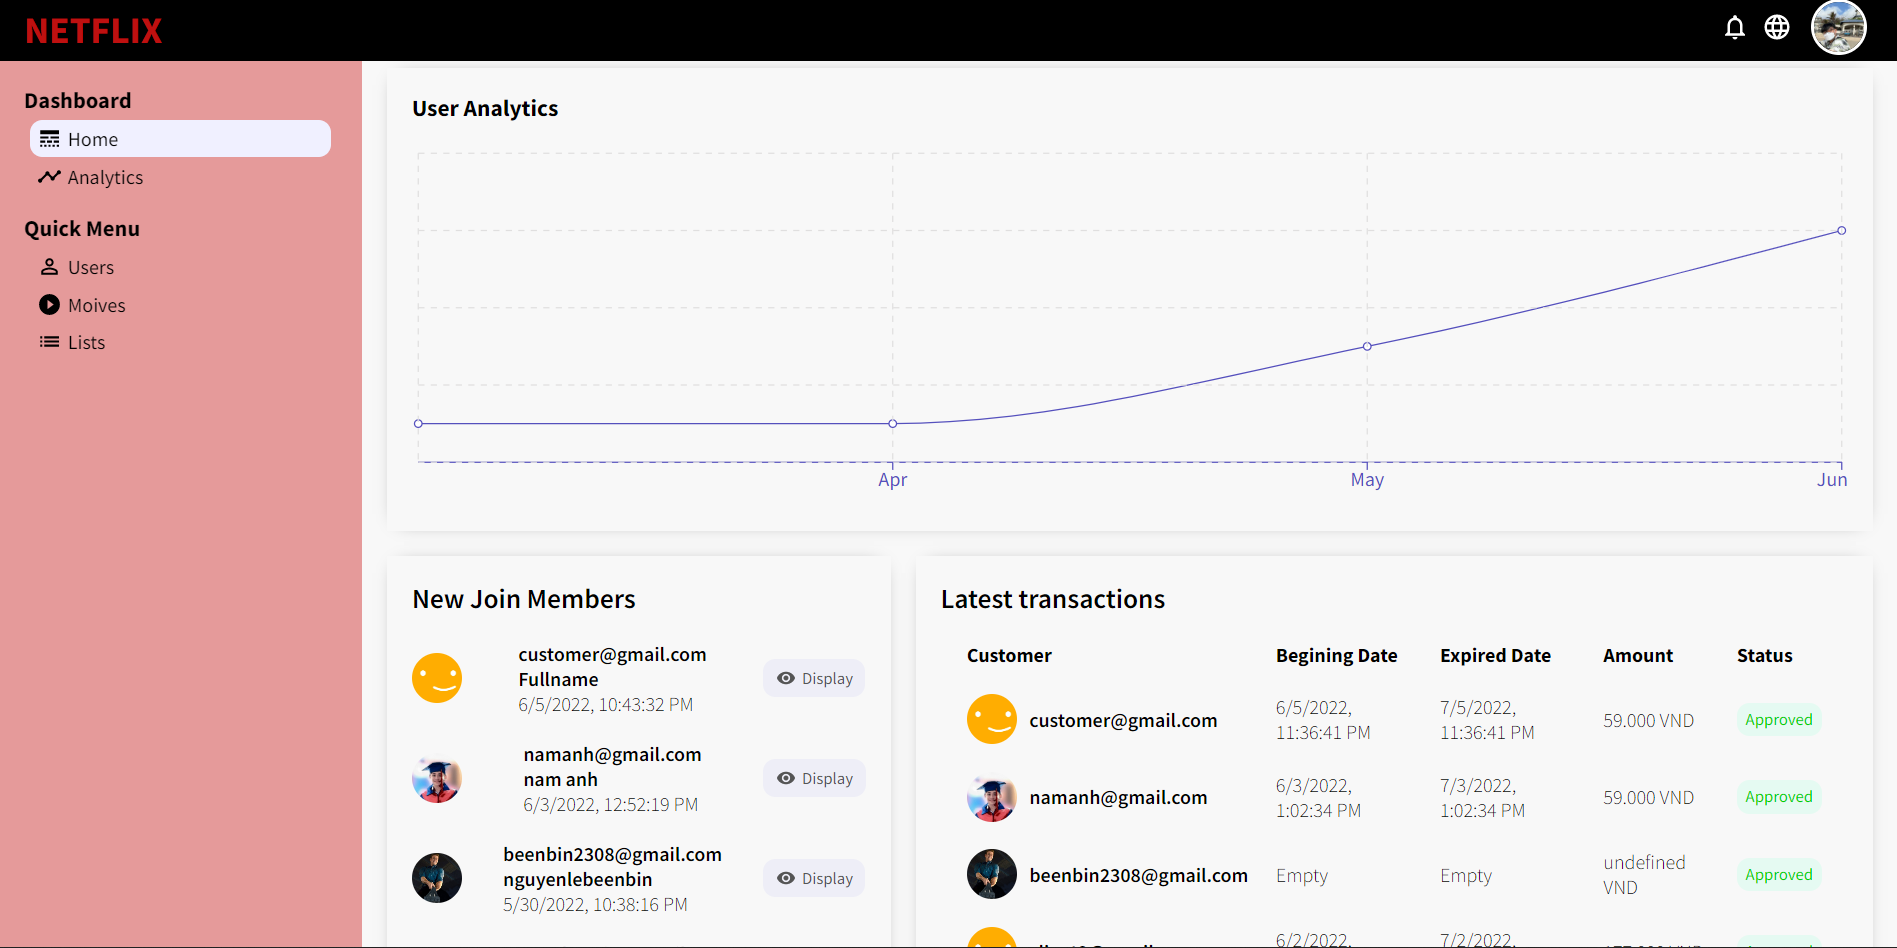 NETFLIX
Dashboard
Home
Analytics
Quick Menu
Users
Moives
Lists
User Analytics
Apr May Jun
New Join Members
customer@gmail.com
Fullname
6/5/2022, 10:43:32 PM
Display
namanh@gmail.com
nam anh
6/3/2022, 12:52:19 PM
Display
beenbin2308@gmail.com
nguyenlebeenbin
5/30/2022, 10:38:16 PM
Display
Latest transactions
Customer Begining Date Expired Date Amount Status
customer@gmail.com 6/5/2022, 11:36:41 PM 7/5/2022, 11:36:41 PM 59.000 VND Approved
namanh@gmail.com 6/3/2022, 1:02:34 PM 7/3/2022, 1:02:34 PM 59.000 VND Approved
beenbin2308@gmail.com Empty Empty undefined VND Approved
6/2/2022, 7/2/2022,